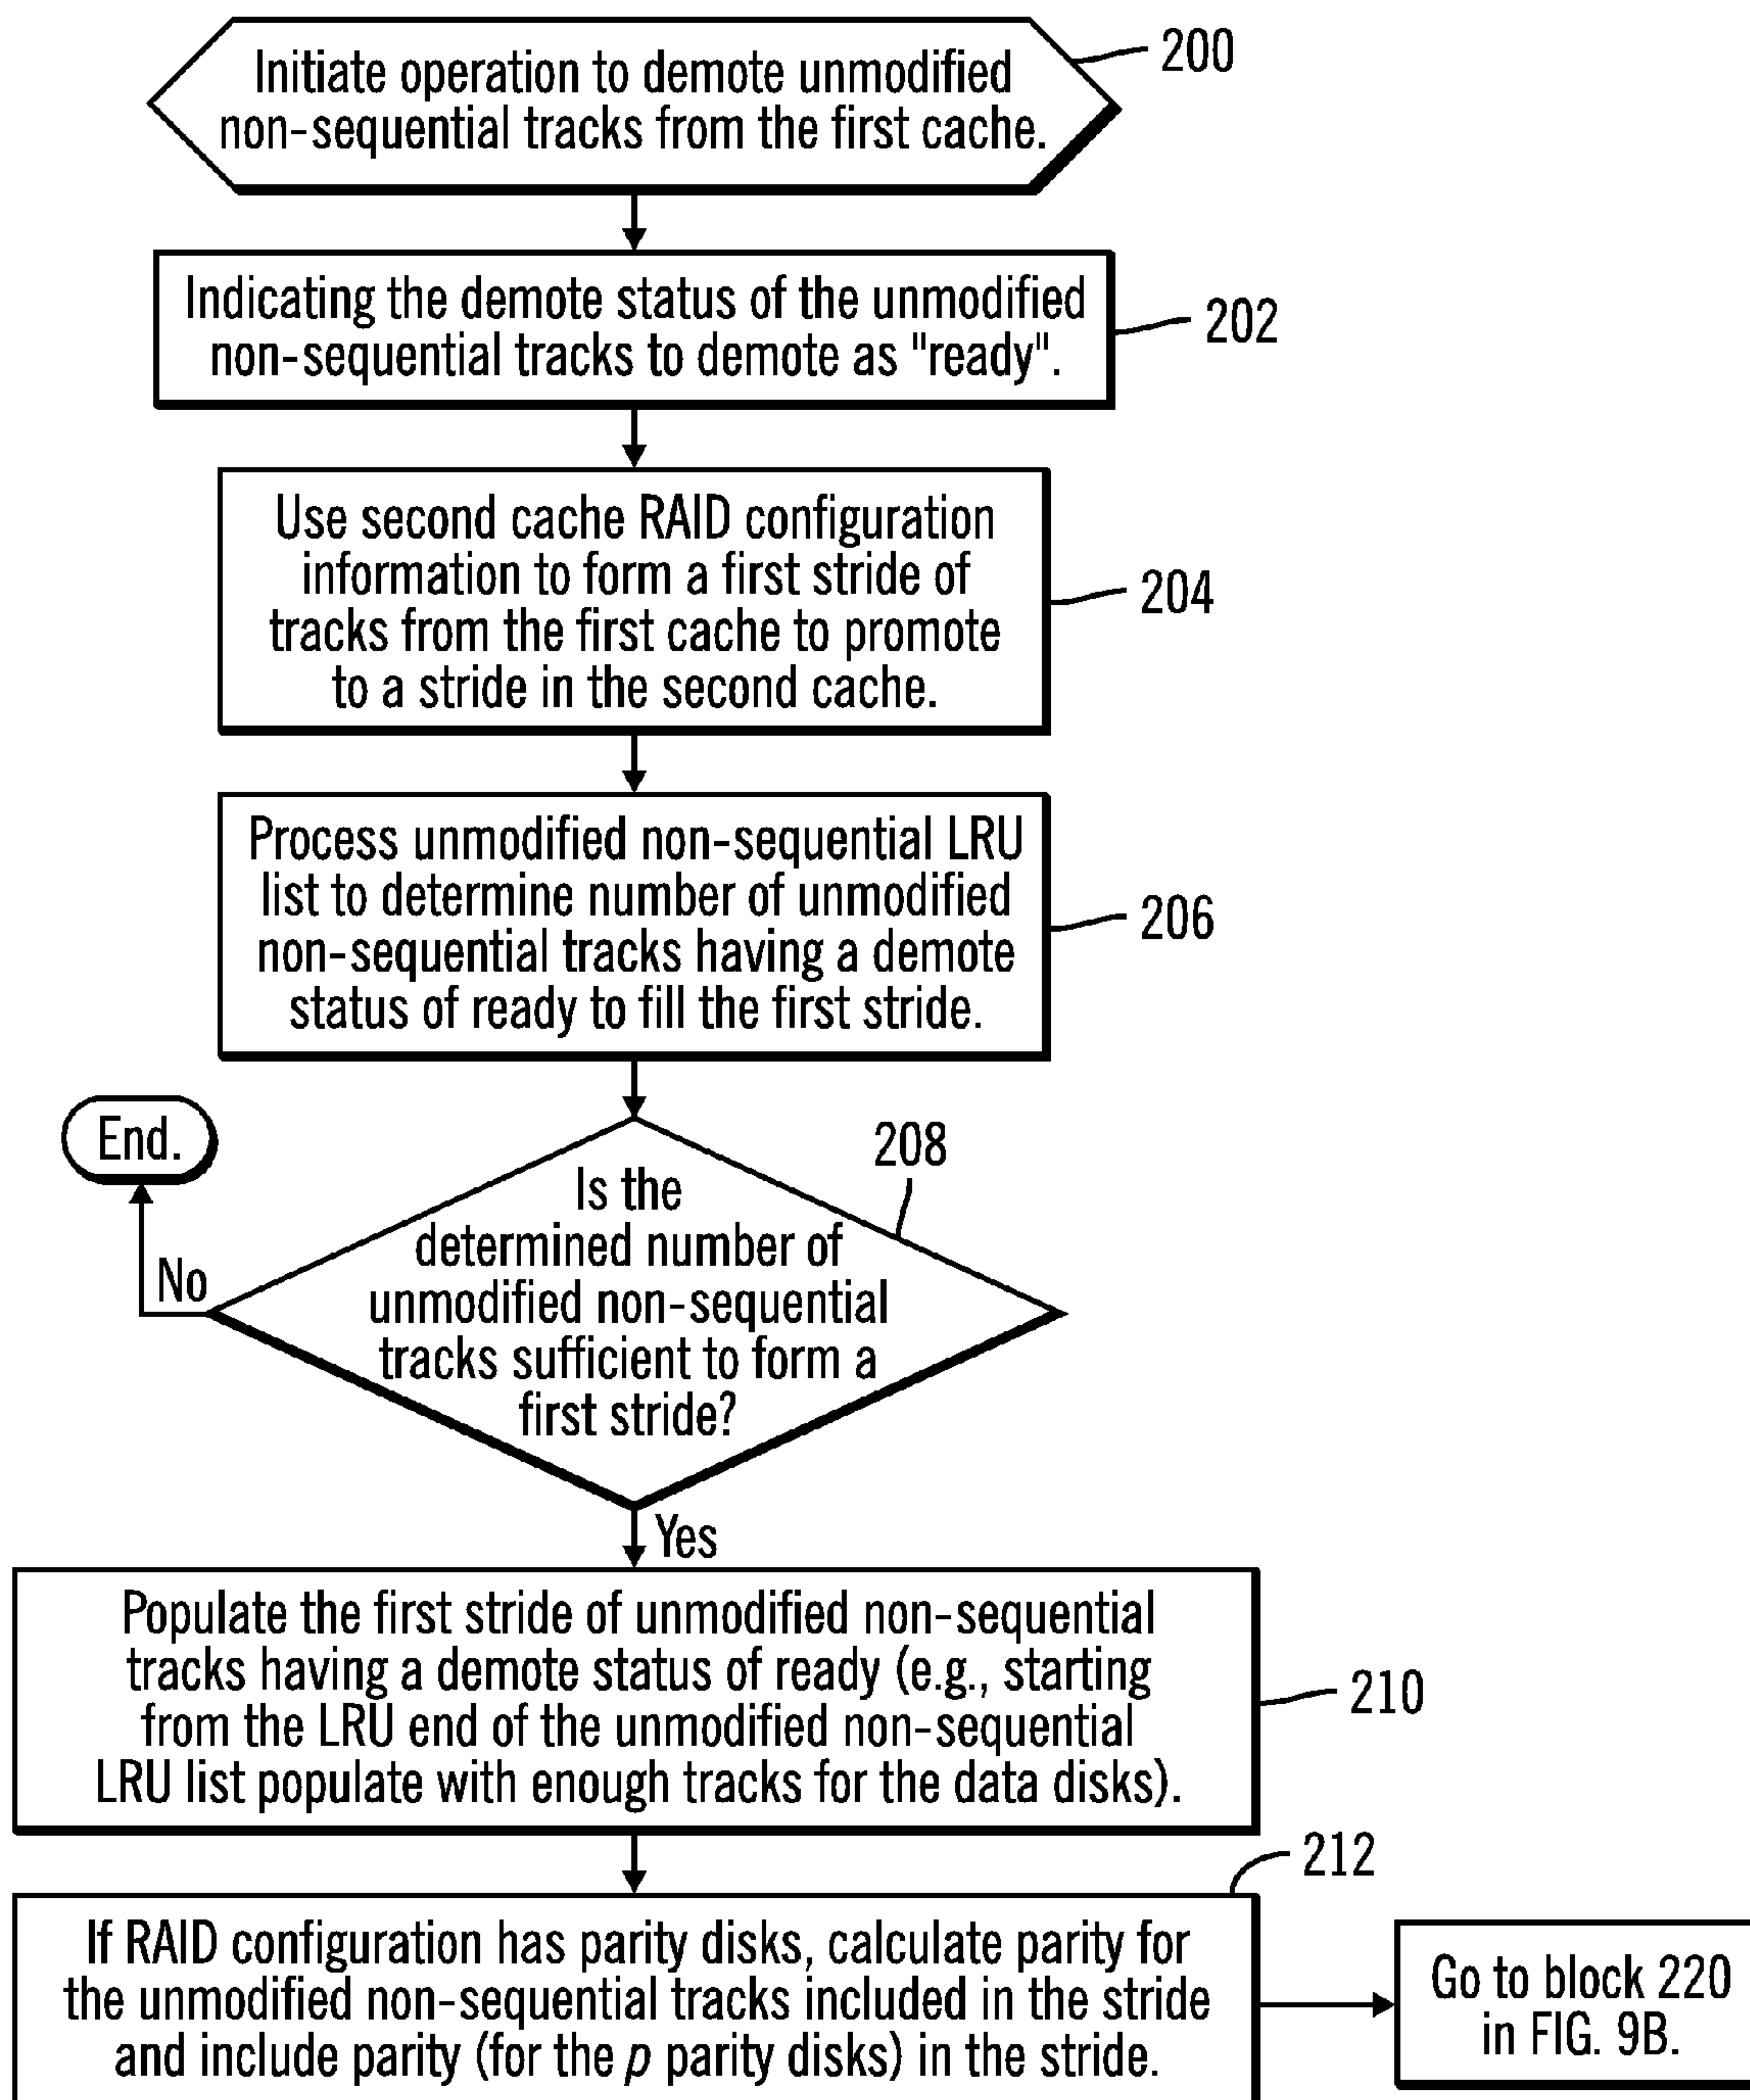 Initiate operation to demote unmodified
non-sequential tracks from the first cache.
200
Indicating the demote status of the unmodified
non-sequential tracks to demote as "ready".
202
Use second cache RAID configuration
information to form a first stride of
tracks from the first cache to promote
to a stride in the second cache.
204
Process unmodified non-sequential LRU
list to determine number of unmodified
non-sequential tracks having a demote
status of ready to fill the first stride.
206
End.
No
208
Is the
determined number of
unmodified non-sequential
tracks sufficient to form a
first stride?
Yes
Populate the first stride of unmodified non-sequential
tracks having a demote status of ready (e.g., starting
from the LRU end of the unmodified non-sequential
LRU list populate with enough tracks for the data disks).
210
212
If RAID configuration has parity disks, calculate parity for
the unmodified non-sequential tracks included in the stride
and include parity (for the p parity disks) in the stride.
Go to block 220
in FIG. 9B.